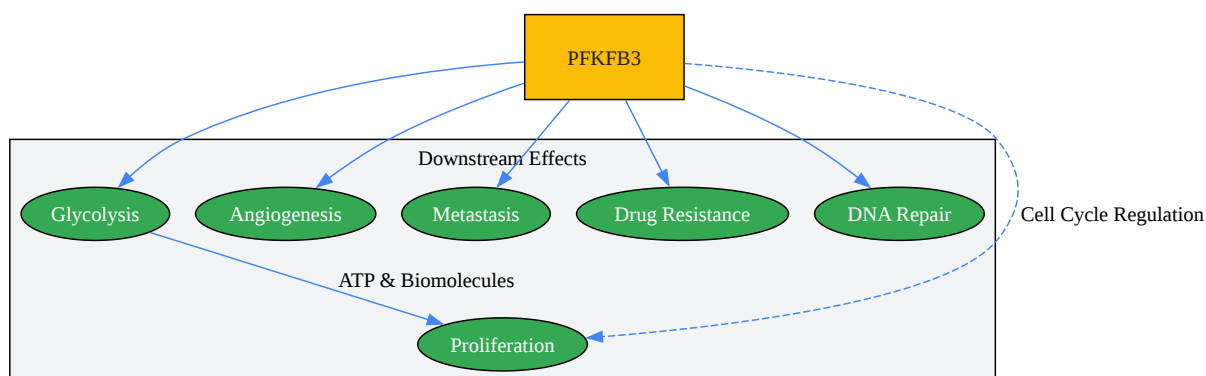 PFKFB3
Downstream Effects
Glycolysis
Angiogenesis
Metastasis
Drug Resistance
DNA Repair
Cell Cycle Regulation
ATP & Biomolecules
Proliferation